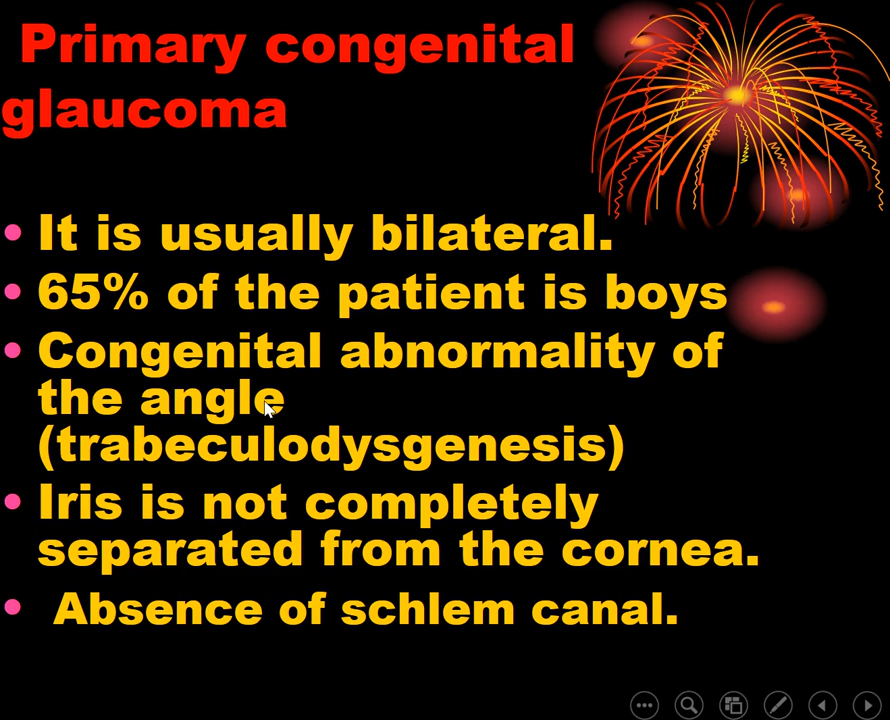 Primary congenital
glaucoma
• It is usually bilateral.
• 65% of the patient is boys
• Congenital abnormality of
the angle
(trabeculodysgenesis)
• Iris is not completely
separated from the cornea.
• Absence of schlem canal.